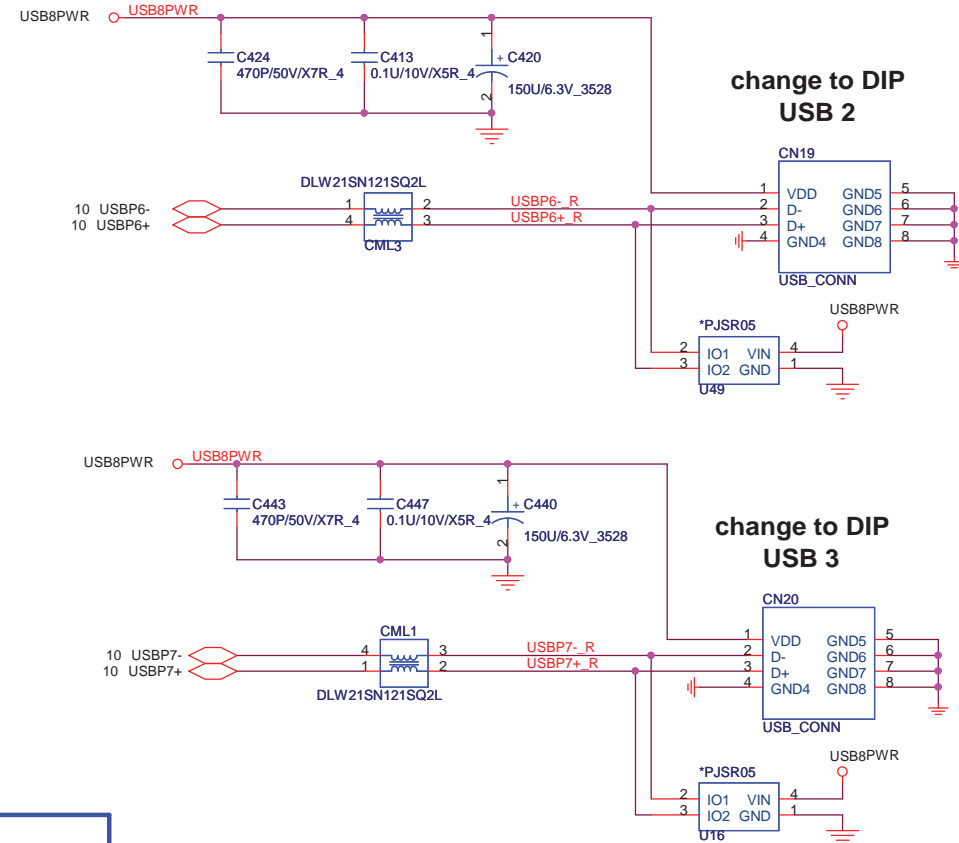 USB8PWR USB8PWR
C424
470P/50V/X7R_4
C413
0.1U/10V/X5R_4
1
+ C420
2
150U/6.3V_3528
change to DIP
USB 2
CN19
1 VDD GND5 5
2 D- GND6 6
3 D+ GND7 7
4 GND4 GND8 8
USB_CONN
DLW21SN121SQ2L
10 USBP6- 1 2 USBP6-_R
10 USBP6+ 4 3 USBP6+_R
CML3
USB8PWR
*PJSR05
2 IO1 VIN 4
3 IO2 GND 1
U49
USB8PWR USB8PWR
C443
470P/50V/X7R_4
C447
0.1U/10V/X5R_4
1
+ C440
2
150U/6.3V_3528
change to DIP
USB 3
CN20
1 VDD GND5 5
2 D- GND6 6
3 D+ GND7 7
4 GND4 GND8 8
USB_CONN
CML1
10 USBP7- 4 3 USBP7-_R
10 USBP7+ 1 2 USBP7+_R
DLW21SN121SQ2L
USB8PWR
*PJSR05
2 IO1 VIN 4
3 IO2 GND 1
U16